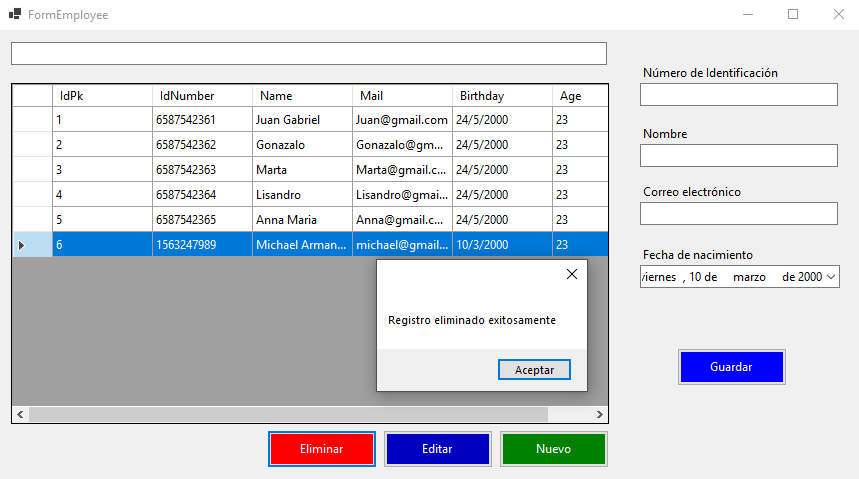 FormEmployee
IdPk IdNumber Name Mail Birthday Age
1 6587542361 Juan Gabriel Juan@gmail.com 24/5/2000 23
2 6587542362 Gonazalo Gonazalo@gm... 24/5/2000 23
3 6587542363 Marta Marta@gmail.c... 24/5/2000 23
4 6587542364 Lisandro Lisandro@gmai... 24/5/2000 23
5 6587542365 Anna Maria Anna@gmail.c... 24/5/2000 23
6 1563247989 Michael Arman... michael@gmail... 10/3/2000 23
Registro eliminado exitosamente
Aceptar
Eliminar Editar Nuevo
Número de Identificación
Nombre
Correo electrónico
Fecha de nacimiento
viernes , 10 de marzo de 2000
Guardar